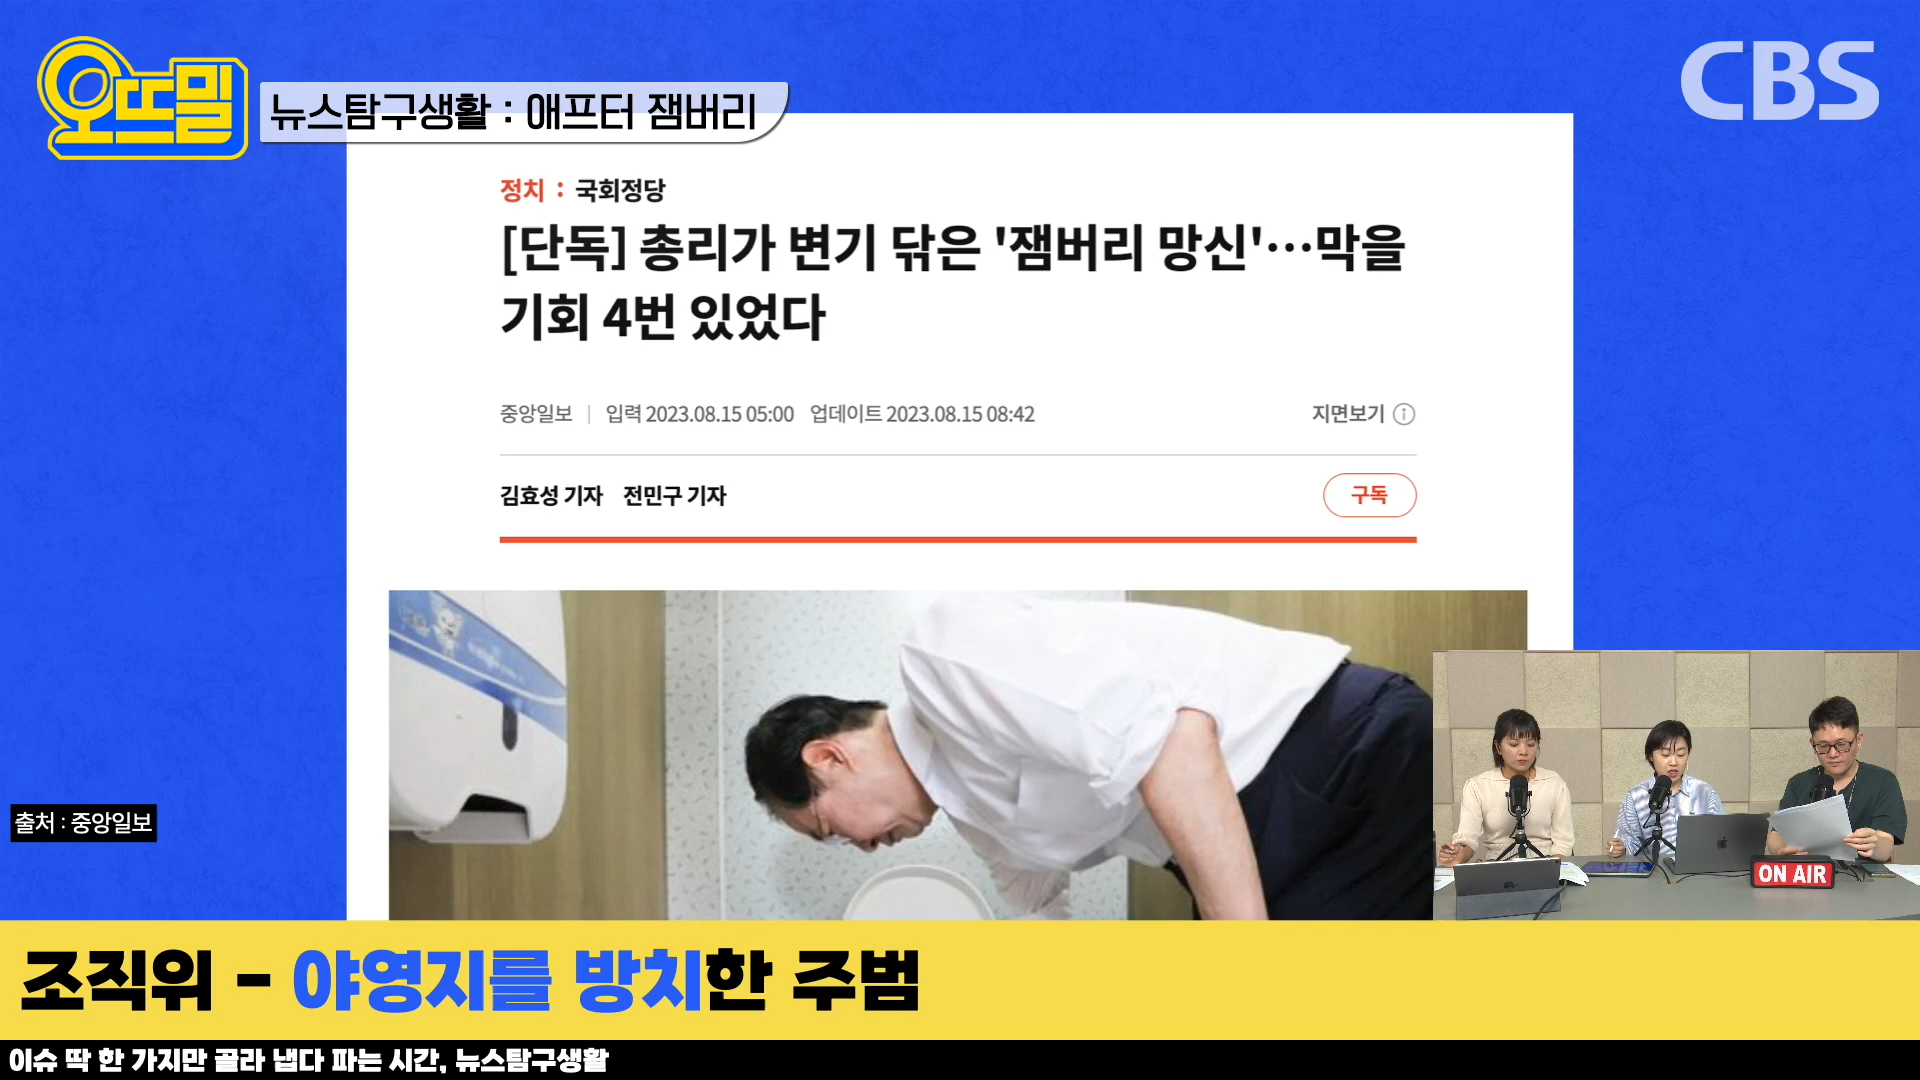 오뜨밀
뉴스탐구생활 : 애프터 잼버리
CBS
정치 : 국회정당
[단독] 총리가 변기 닦은 '잼버리 망신'…막을
기회 4번 있었다
중앙일보 | 입력 2023.08.15 05:00 업데이트 2023.08.15 08:42 지면보기
김효성 기자 전민구 기자 구독
출처 : 중앙일보
ON AIR
조직위 - 야영지를 방치한 주범
이슈 딱 한 가지만 골라 냅다 파는 시간, 뉴스탐구생활